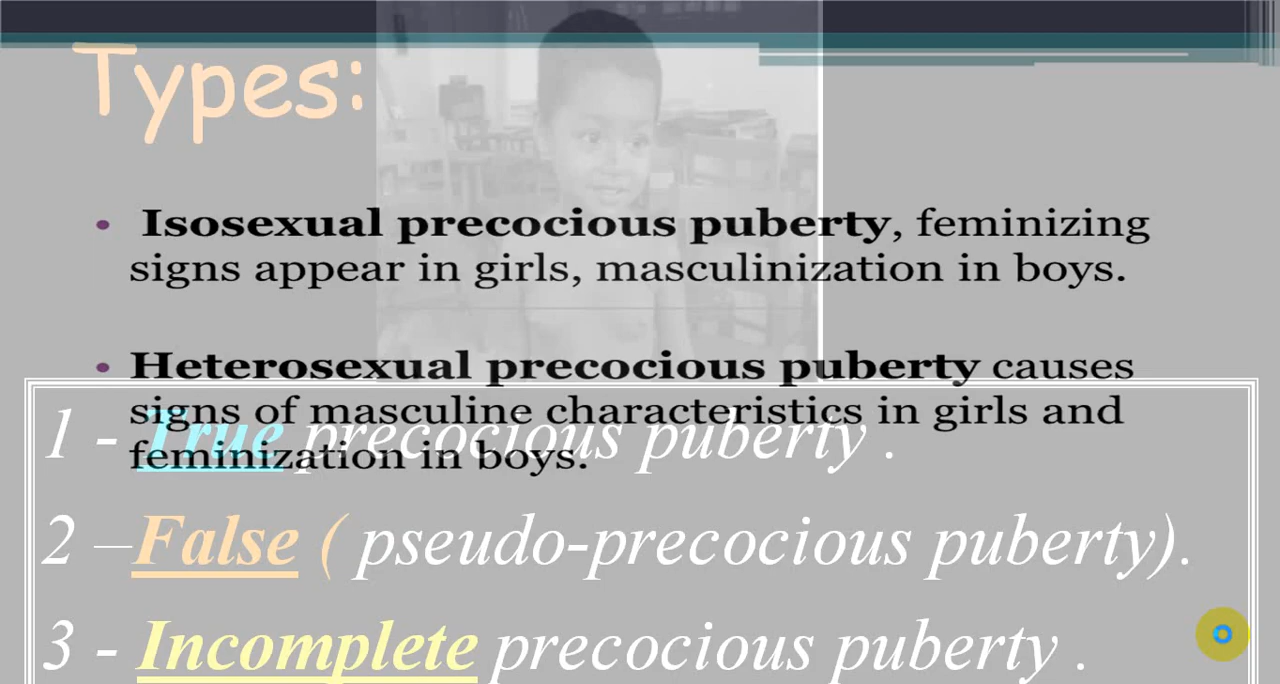 Types:
• Isosexual precocious puberty, feminizing
signs appear in girls, masculinization in boys.
• Heterosexual precocious puberty causes
signs of masculine characteristics in girls and
feminization in boys.
1 - True precocious puberty .
2 –False ( pseudo-precocious puberty).
3 - Incomplete precocious puberty .